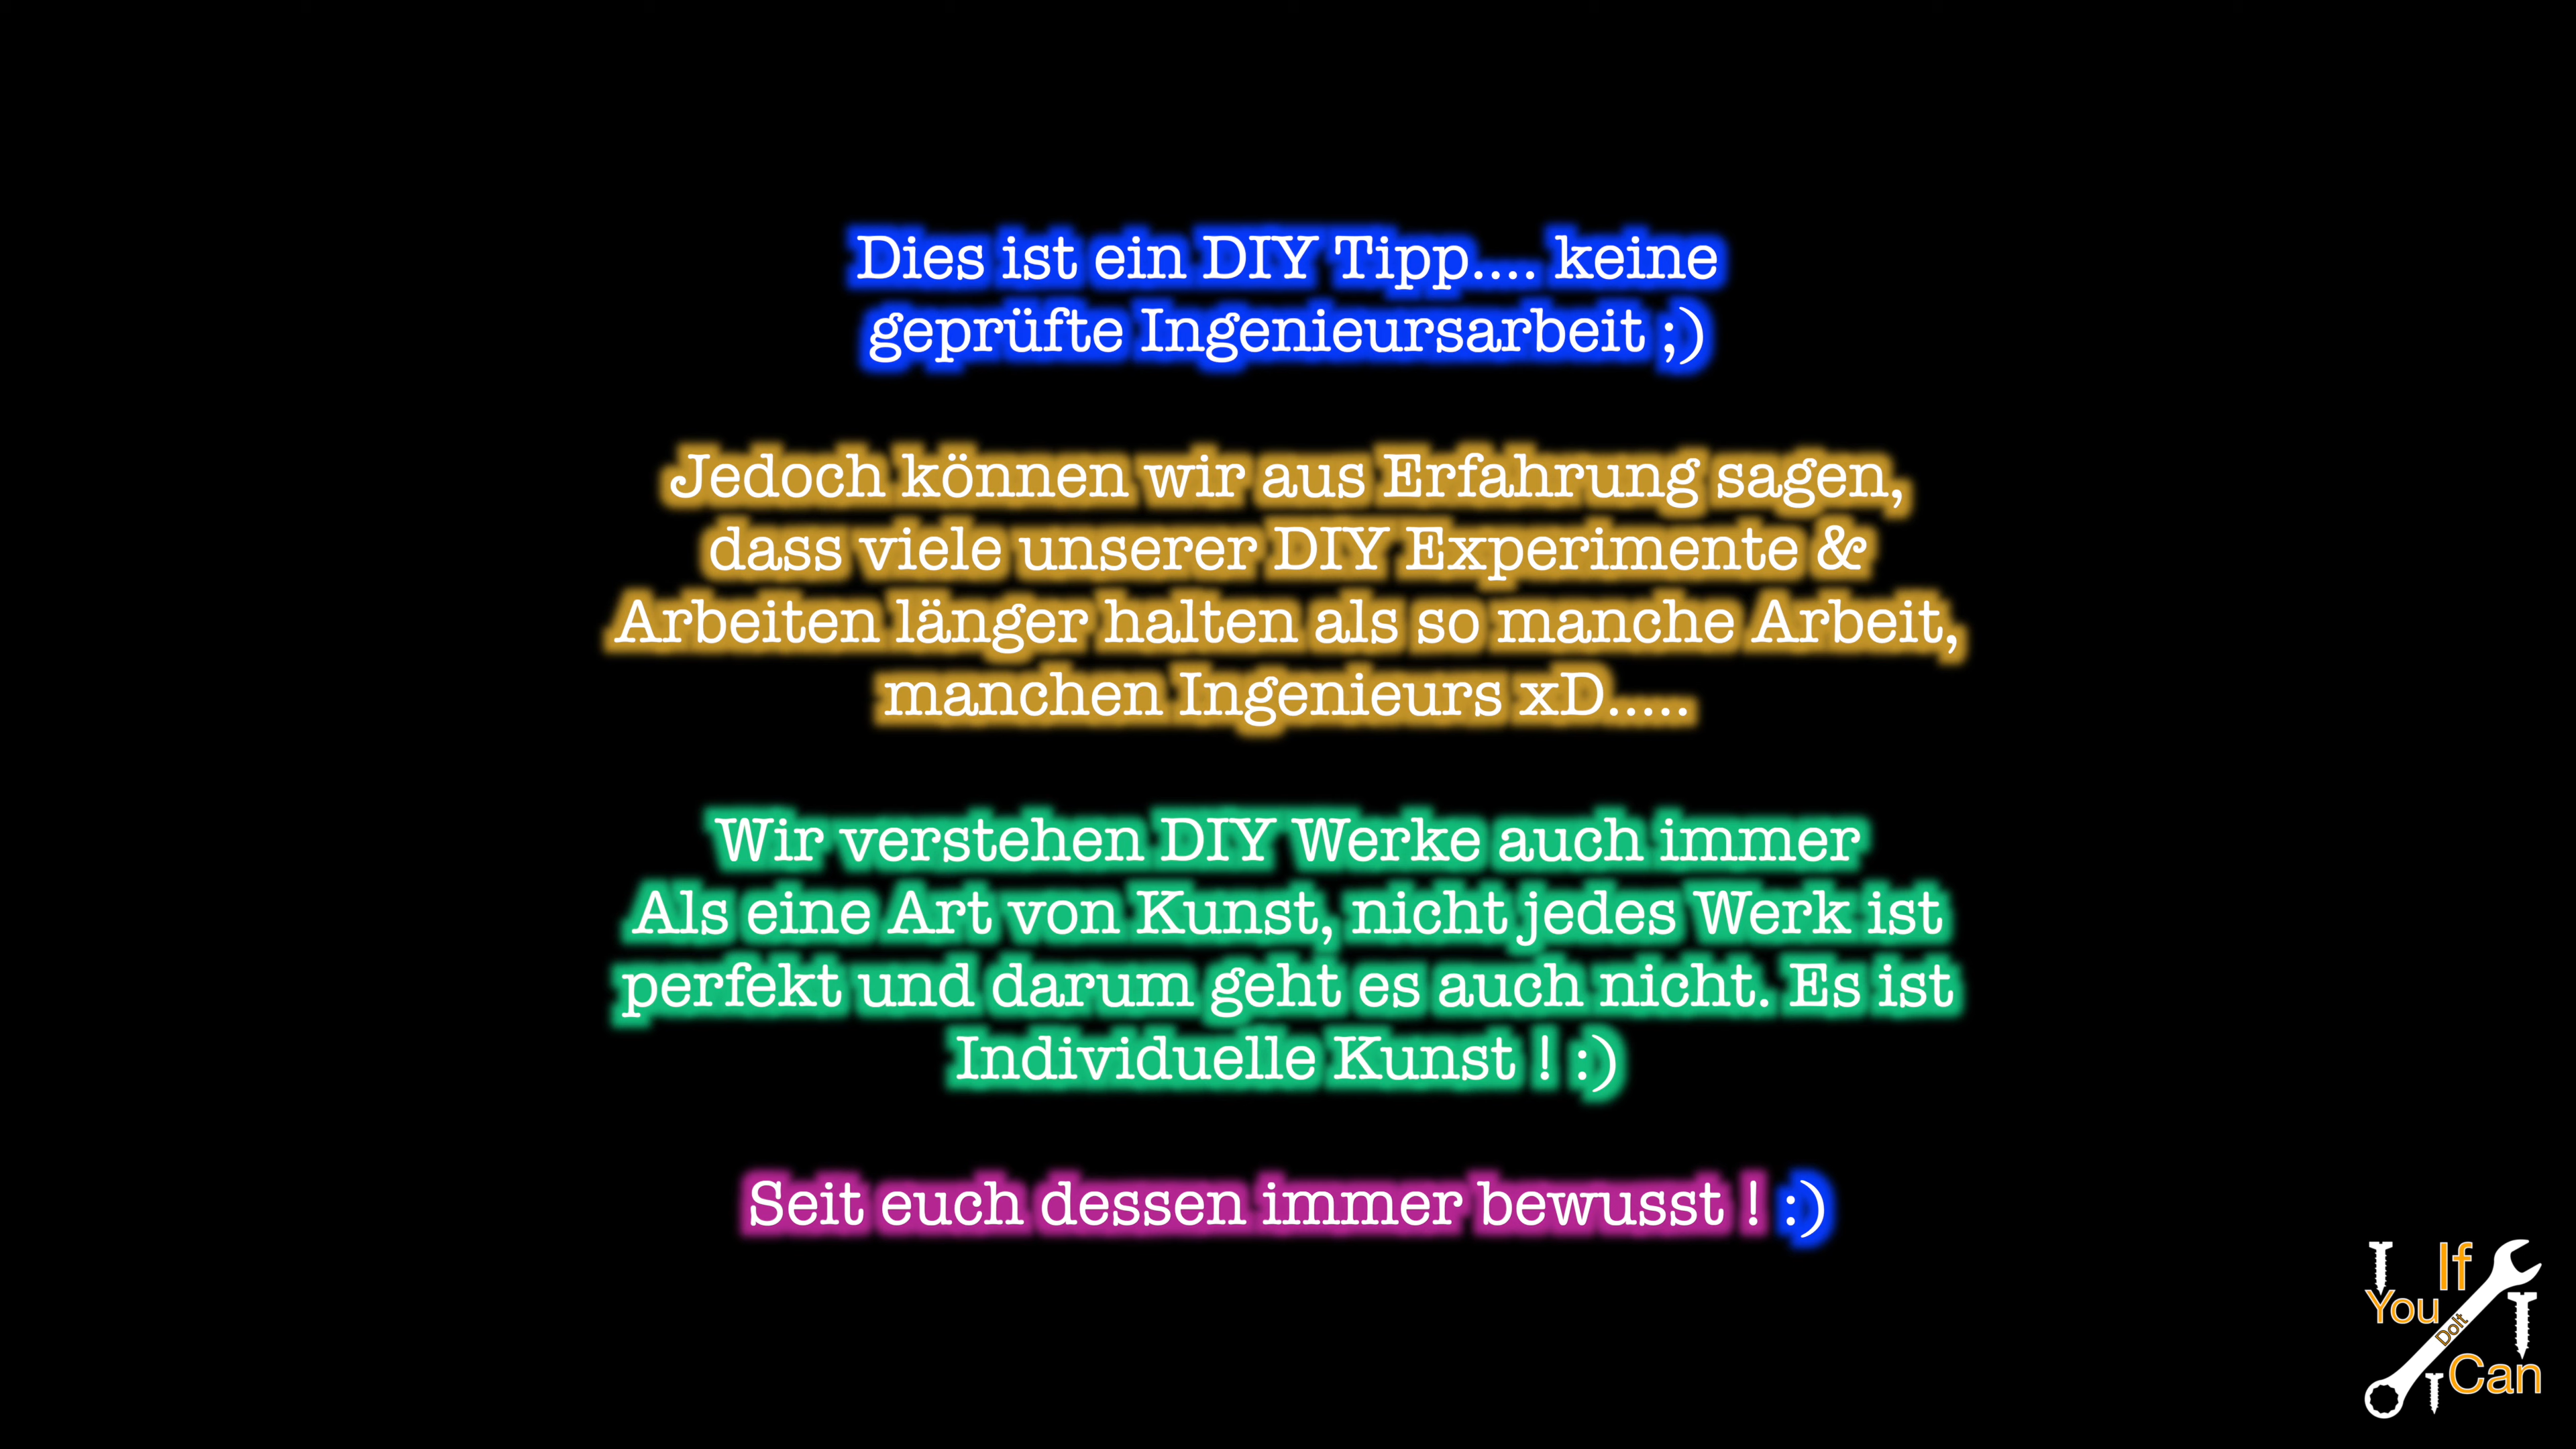 Dies ist ein DIY Tipp.... keine
geprüfte Ingenieursarbeit ;)
Jedoch können wir aus Erfahrung sagen,
dass viele unserer DIY Experimente &
Arbeiten länger halten als so manche Arbeit,
manchen Ingenieurs xD.....
Wir verstehen DIY Werke auch immer
Als eine Art von Kunst, nicht jedes Werk ist
perfekt und darum geht es auch nicht. Es ist
Individuelle Kunst ! :)
Seit euch dessen immer bewusst ! :)
If
You
DoIt
Can